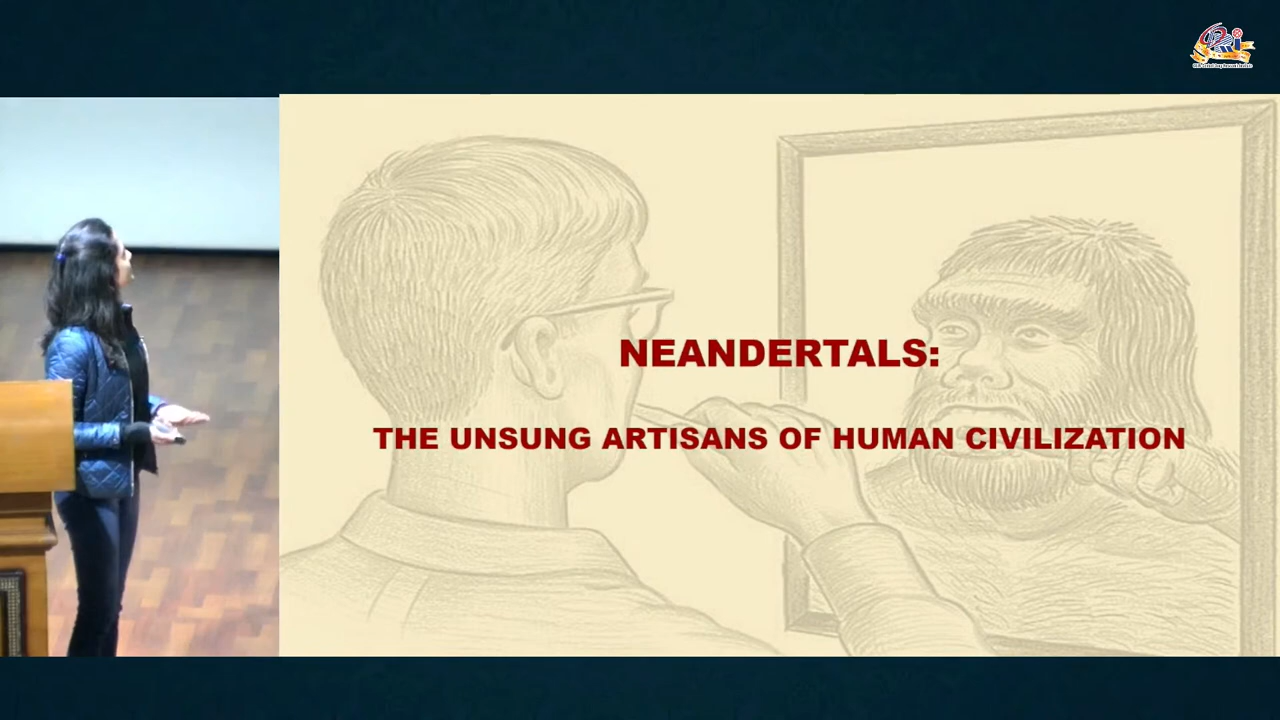 NEANDERTALS:
THE UNSUNG ARTISANS OF HUMAN CIVILIZATION